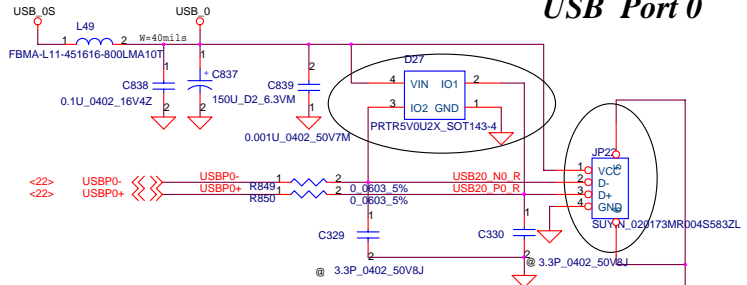 USB Port 0
USB_0S
USB_0
L49
1 2
W=40mils
FBMA-L11-451616-800LMA10T
C838
0.1U_0402_16V4Z
1
2
C837
+
150U_D2_6.3VM
1
2
C839
0.001U_0402_50V7M
2
1
D27
4 VIN IO1 2
3 IO2 GND 1
PRTR5V0U2X_SOT143-4
<22> USBP0-
<22> USBP0+
USBP0-
USBP0+
R849 1 2 0_0603_5%
R850 1 2 0_0603_5%
USB20_N0_R
USB20_P0_R
JP22
1 VCC
2 D-
3 D+
4 GND
SUYIN_020173MR004S583ZL
C329
1
2
@ 3.3P_0402_50V8J
C330
1
2
@ 3.3P_0402_50V8J